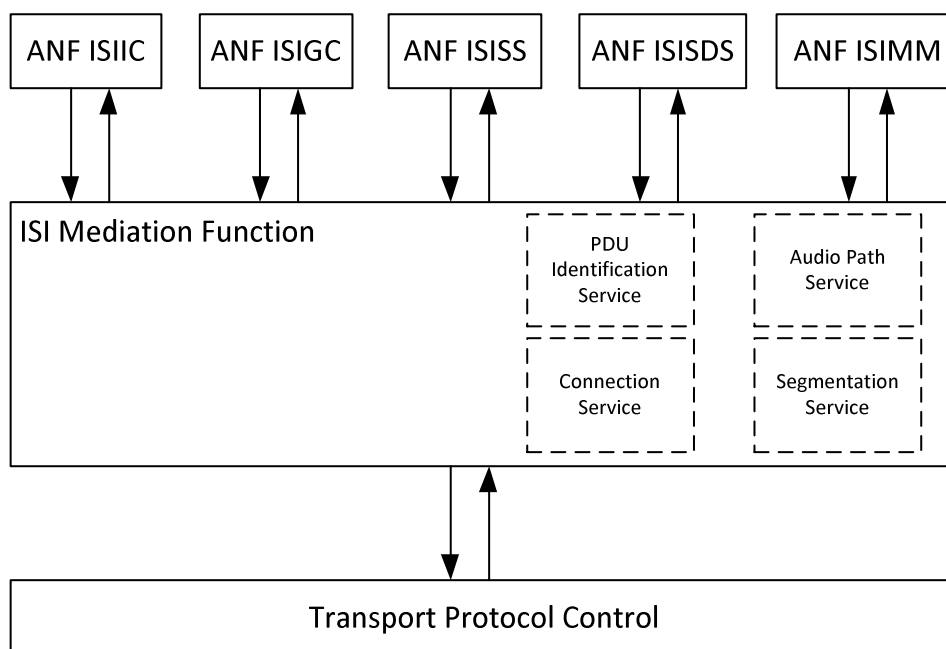 ANF ISIIC
ANF ISIGC
ANF ISISS
ANF ISISDS
ANF ISIMM
ISI Mediation Function
PDU
Identification
Service
Audio Path
Service
Connection
Service
Segmentation
Service
Transport Protocol Control